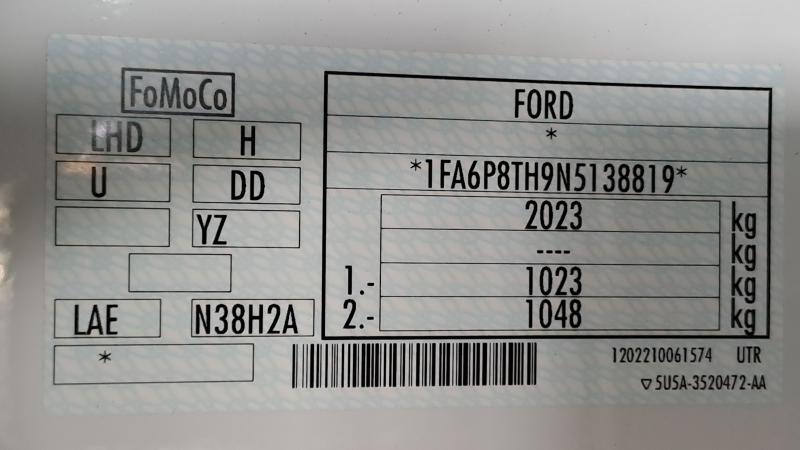 FoMoCo
LHD H
U DD
YZ
LAE N38H2A
*
FORD
*
*1FA6P8TH9N5138819*
2023 kg
---- kg
1.- 1023 kg
2.- 1048 kg
1202210061574 UTR
▽5U5A-3520472-AA